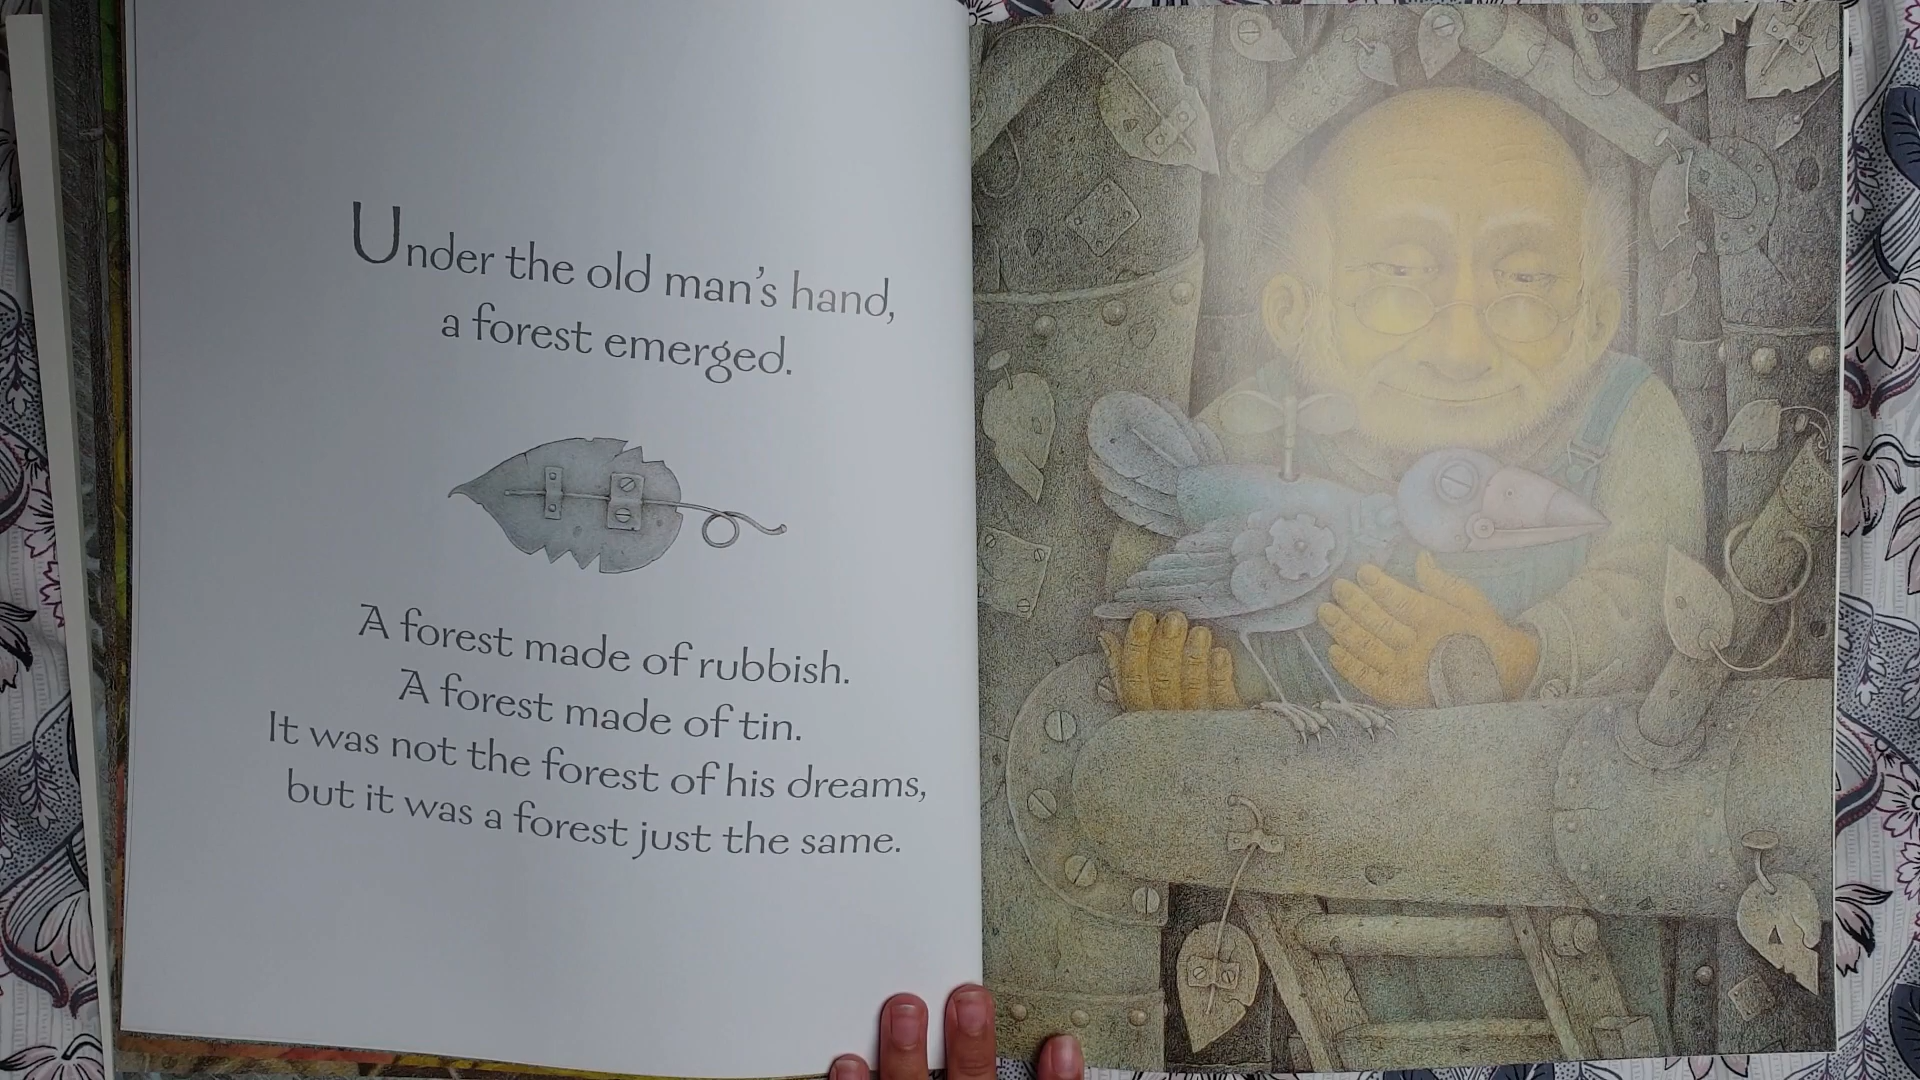 Under the old man's hand,
a forest emerged.
A forest made of rubbish.
A forest made of tin.
It was not the forest of his dreams,
but it was a forest just the same.